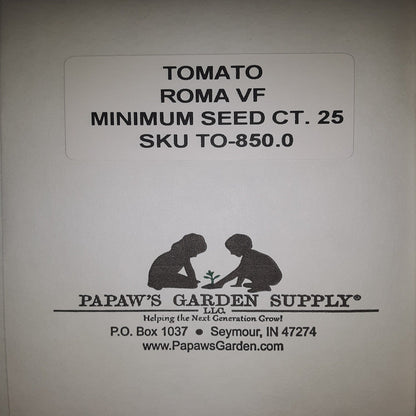 TOMATO
ROMA VF
MINIMUM SEED CT. 25
SKU TO-850.0
PAPAW'S GARDEN SUPPLY®
LLC.
Helping the Next Generation Grow!
P.O. Box 1037 ● Seymour, IN 47274
www.PapawsGarden.com